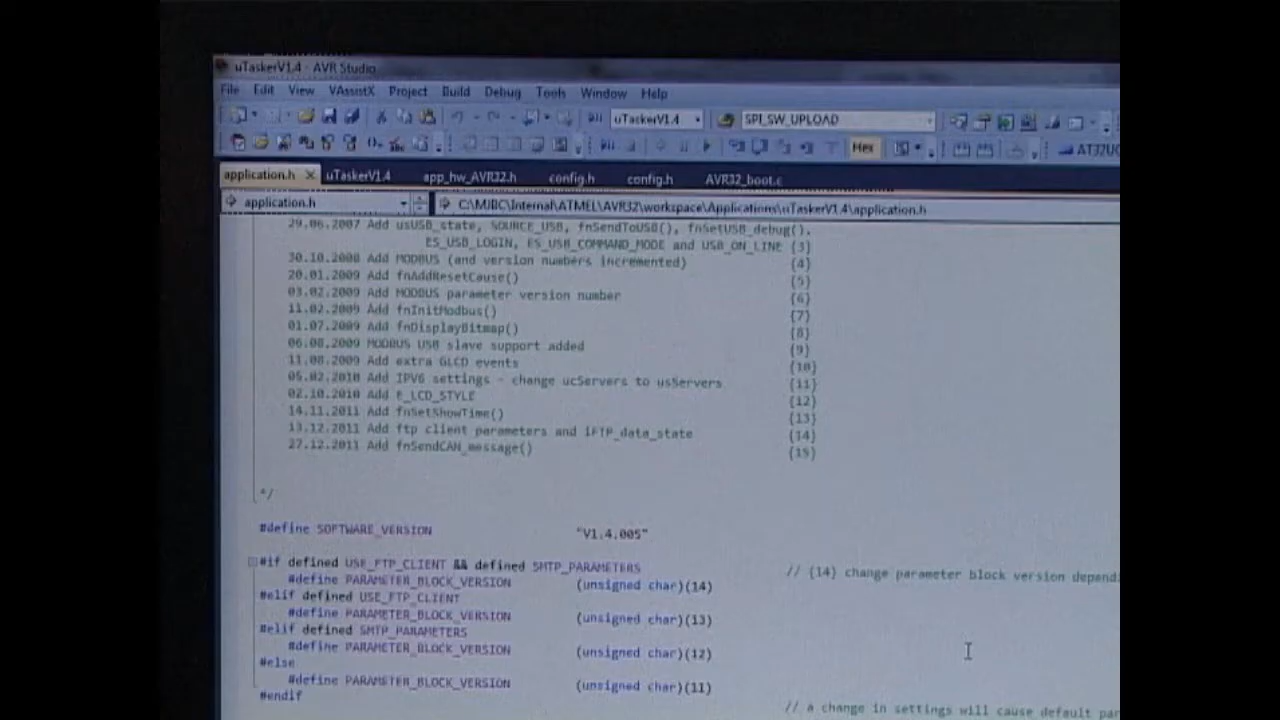 uTaskerV1.4 - AVR Studio
File Edit View VAssistX Project Build Debug Tools Window Help
uTaskerV1.4 SPI_SW_UPLOAD
Hex AT32UC
application.h uTaskerV1.4 app_hw_AVR32.h config.h config.h AVR32_boot.c
application.h C:\MJBC\Internal\ATMEL\AVR32\workspace\Applications\uTaskerV1.4\application.h
29.06.2007 Add usUSB_state, SOURCE_USB, fnSendToUSB(), fnSetUSB_debug(),
ES_USB_LOGIN, ES_USB_COMMAND_MODE and USB_ON_LINE {3}
30.10.2008 Add MODBUS (and version numbers incremented) {4}
20.01.2009 Add fnAddResetCause() {5}
03.02.2009 Add MODBUS parameter version number {6}
11.02.2009 Add fnInitModbus() {7}
01.07.2009 Add fnDisplayBitmap() {8}
06.08.2009 MODBUS USB slave support added {9}
11.08.2009 Add extra GLCD events {10}
05.02.2010 Add IPV6 settings - change ucServers to usServers {11}
02.10.2010 Add E_LCD_STYLE {12}
14.11.2011 Add fnSetShowTime() {13}
13.12.2011 Add ftp client parameters and iFTP_data_state {14}
27.12.2011 Add fnSendCAN_message() {15}
*/
#define SOFTWARE_VERSION "V1.4.005"
#if defined USE_FTP_CLIENT && defined SMTP_PARAMETERS // {14} change parameter block version dependi
#define PARAMETER_BLOCK_VERSION (unsigned char)(14)
#elif defined USE_FTP_CLIENT
#define PARAMETER_BLOCK_VERSION (unsigned char)(13)
#elif defined SMTP_PARAMETERS
#define PARAMETER_BLOCK_VERSION (unsigned char)(12)
#else
#define PARAMETER_BLOCK_VERSION (unsigned char)(11)
#endif
// a change in settings will cause default par